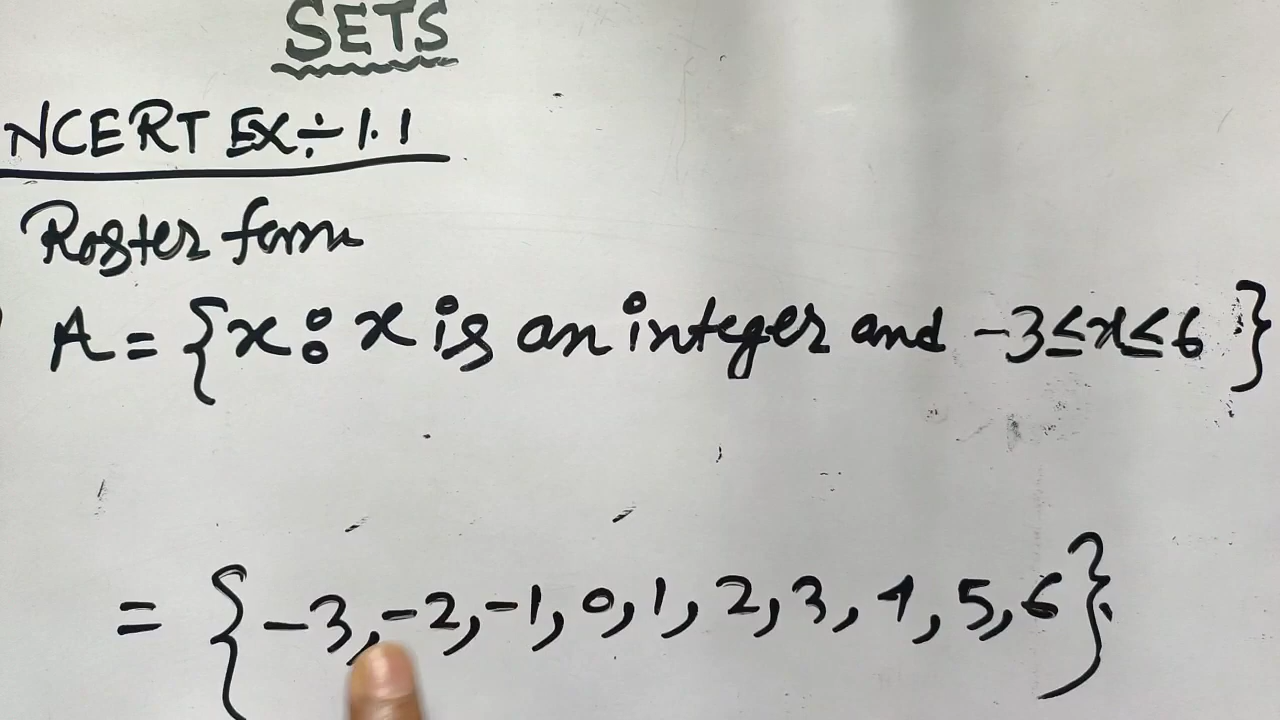 SETS
NCERT EX÷1.1
Roster form
A = {x : x is an integer and -3≤x≤6}
= {-3,-2,-1,0,1,2,3,4,5,6}